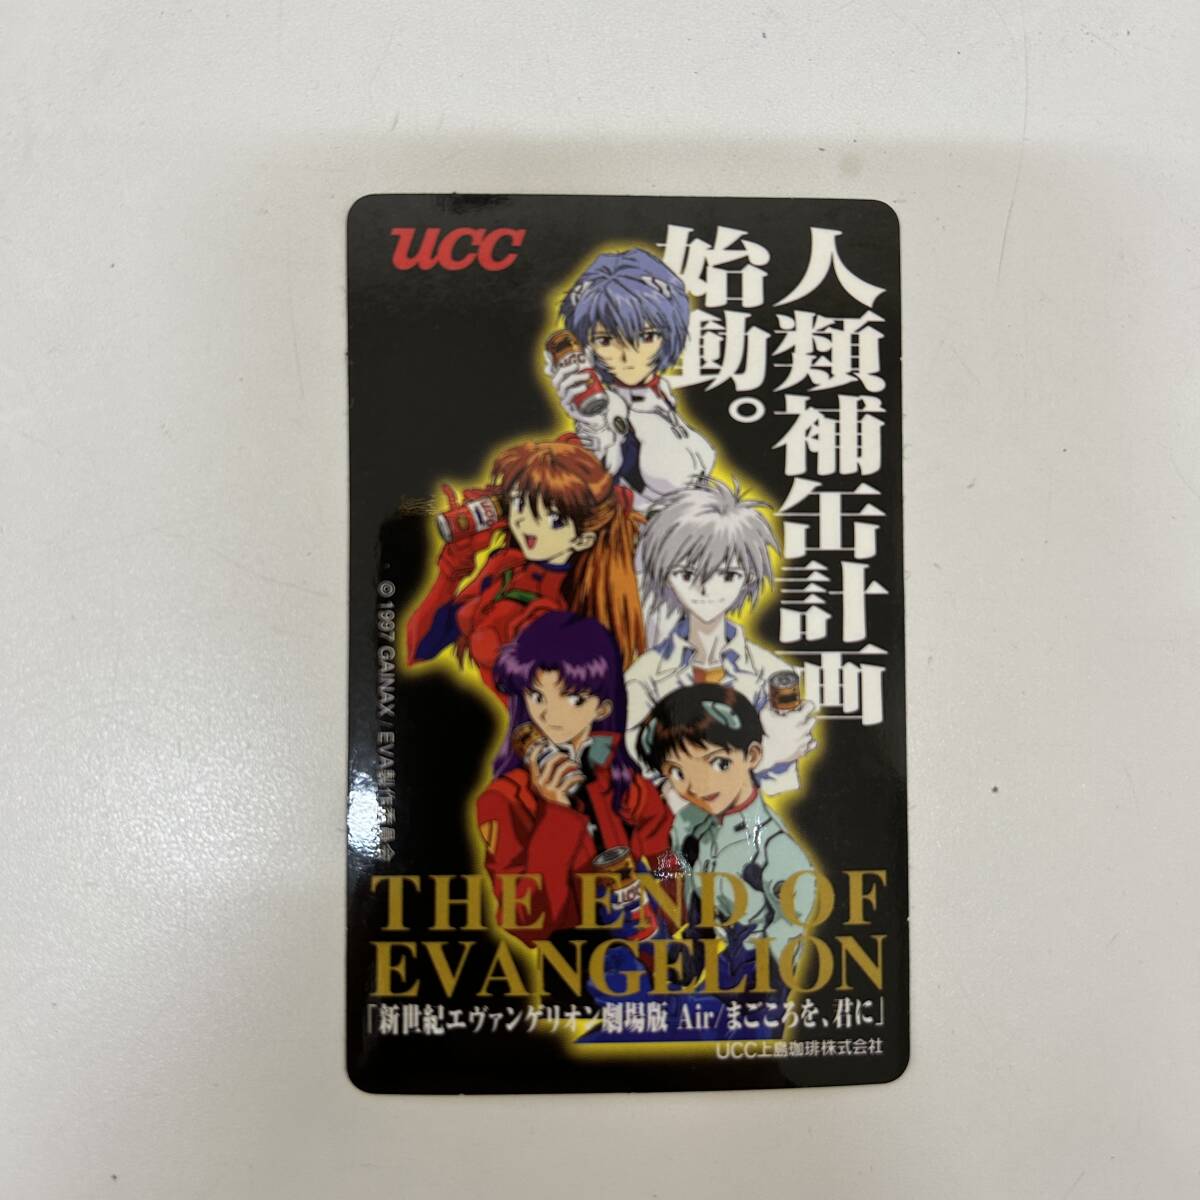 UCC
人類補缶計画
始動。
© 1997 GAINAX / EVA製作委員会
THE END OF
EVANGELION
「新世紀エヴァンゲリオン劇場版 Air/まごころを、君に」
UCC上島珈琲株式会社